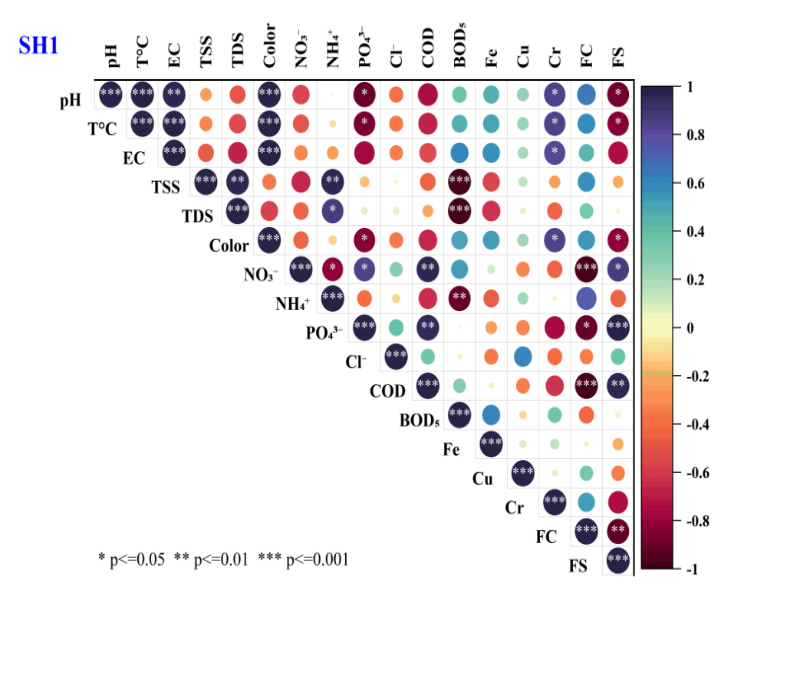 SH1
pH T°C EC TSS TDS Color NO₃⁻ NH₄⁺ PO₄³⁻ Cl⁻ COD BOD₅ Fe Cu Cr FC FS
pH *** *** ** *** * * *
T°C *** *** *** * * *
EC *** *** *
TSS *** ** ** ***
TDS *** * ***
Color *** * * *
NO₃⁻ *** * * ** *** *
NH₄⁺ *** **
PO₄³⁻ *** ** * ***
Cl⁻ ***
COD *** *** **
BOD₅ ***
Fe ***
Cu ***
Cr ***
FC *** **
FS ***
* p<=0.05 ** p<=0.01 *** p<=0.001
1
0.8
0.6
0.4
0.2
0
-0.2
-0.4
-0.6
-0.8
-1